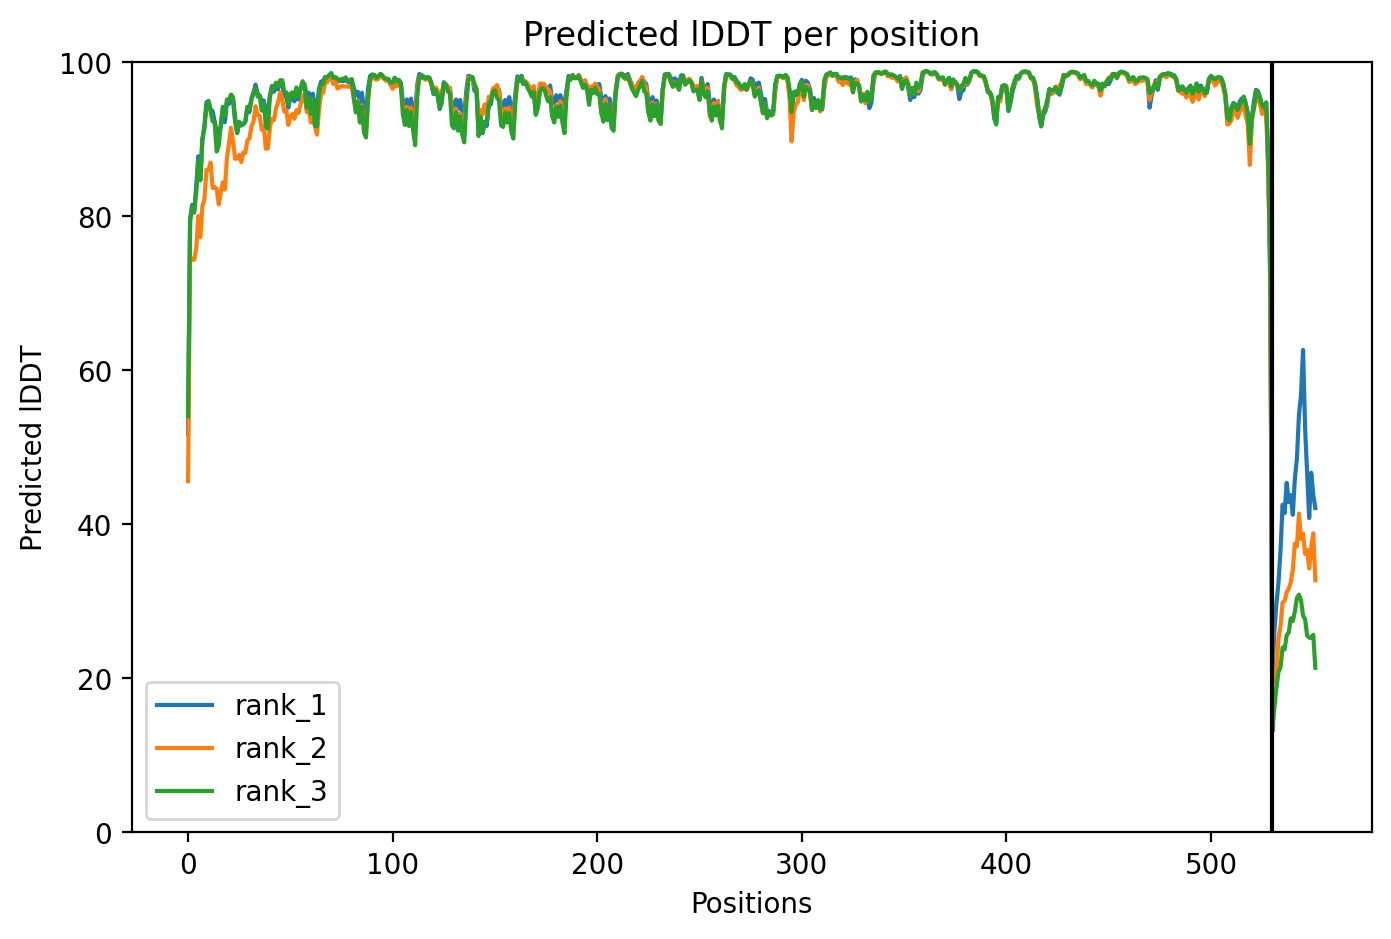 Predicted lDDT per position
100
80
60
40
20
0
Predicted lDDT
rank_1
rank_2
rank_3
0 100 200 300 400 500
Positions